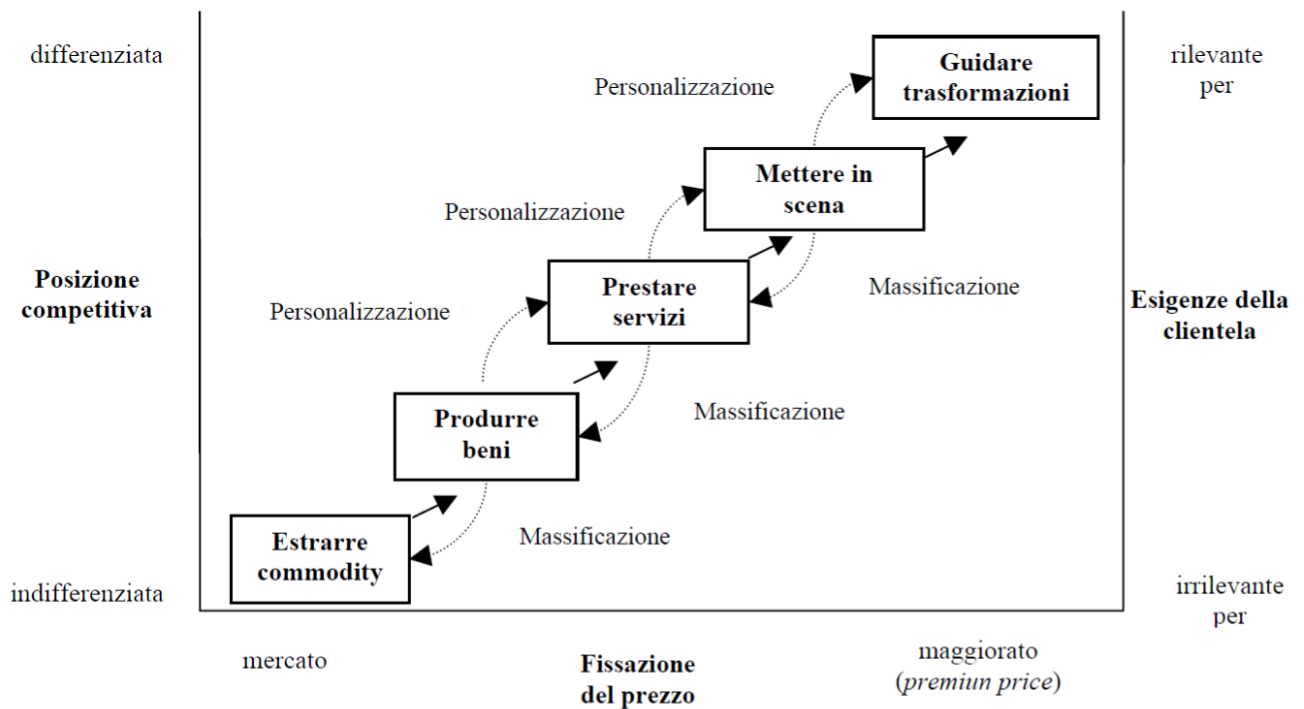 differenziata
Guidare
trasformazioni
rilevante
per
Personalizzazione
Mettere in
scena
Personalizzazione
Posizione
competitiva
Prestare
servizi
Massificazione
Esigenze della
clientela
Personalizzazione
Produrre
beni
Massificazione
Estrarre
commodity
Massificazione
indifferenziata
irrilevante
per
mercato
Fissazione
del prezzo
maggiorato
(premiun price)